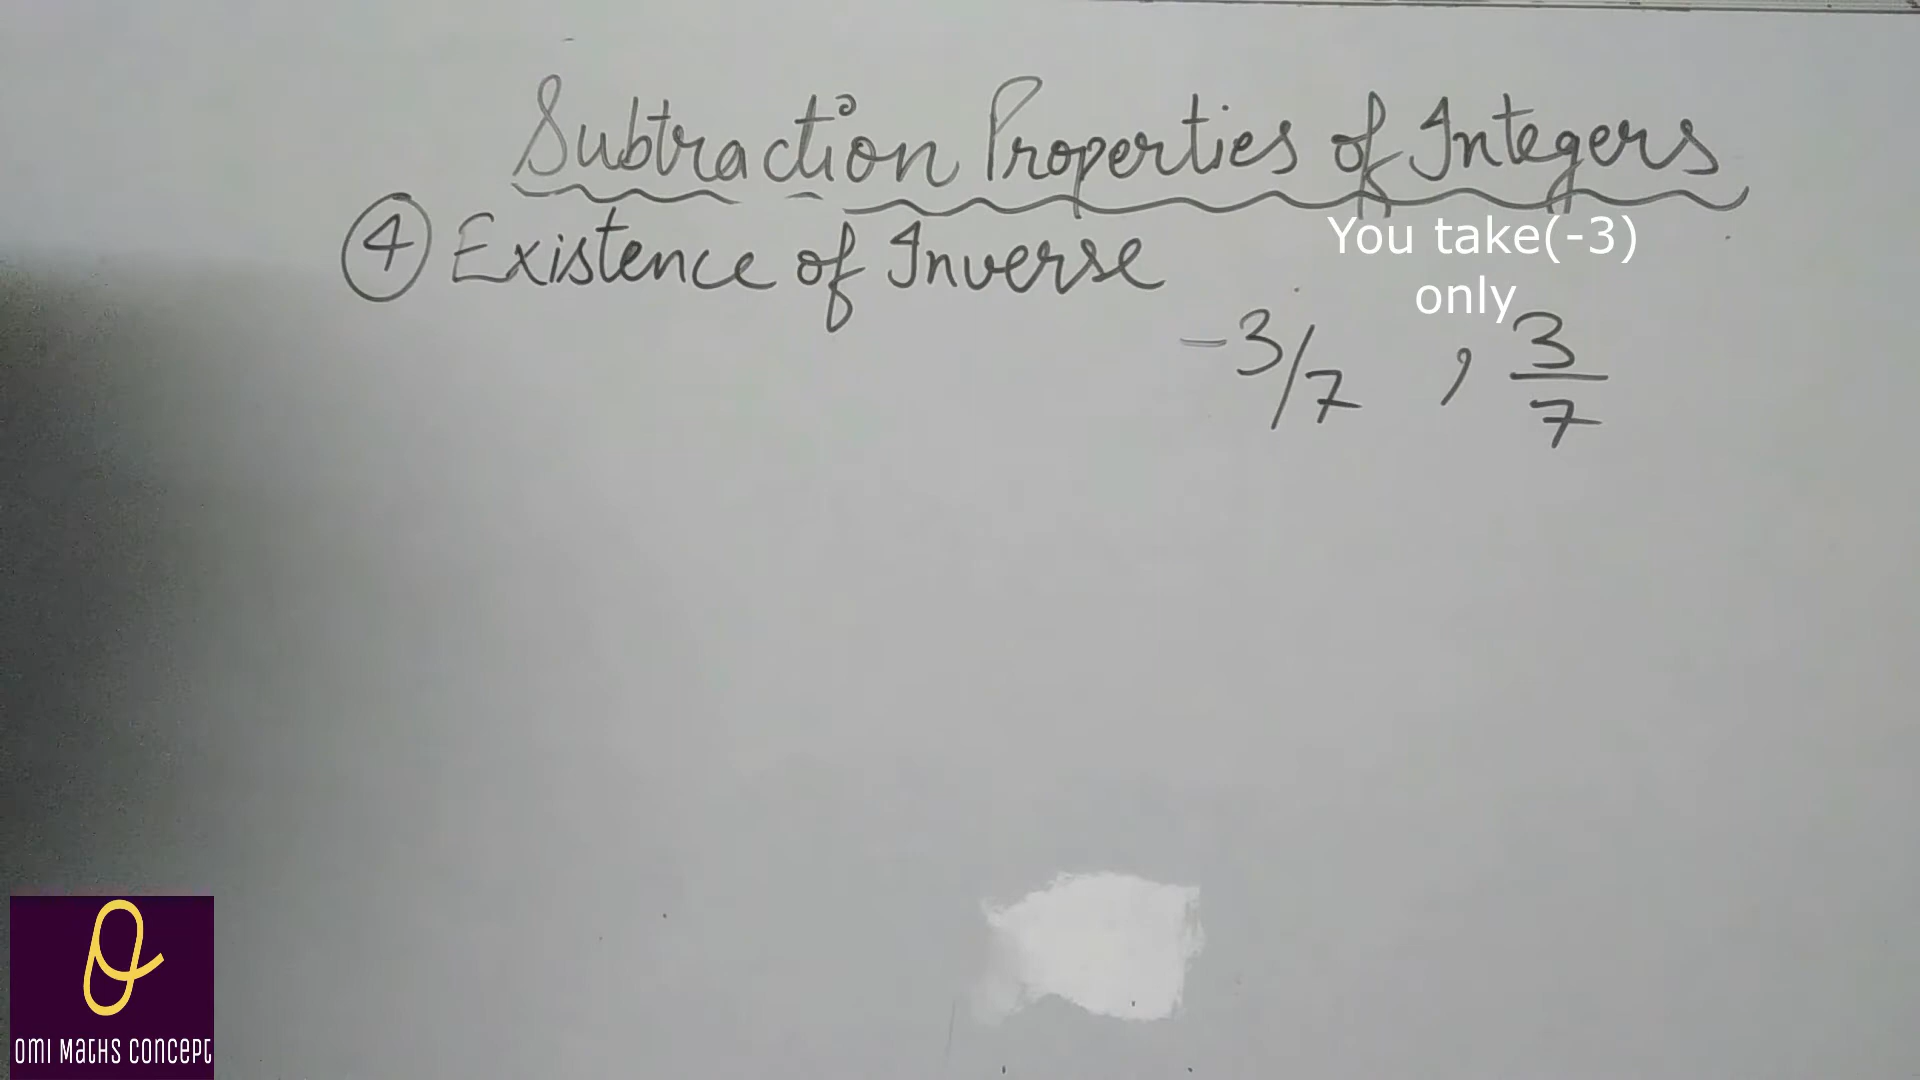 Subtraction Properties of Integers
④ Existence of Inverse
You take(-3)
only
-3/7 , 3/7
OMI MATHS CONCEPT